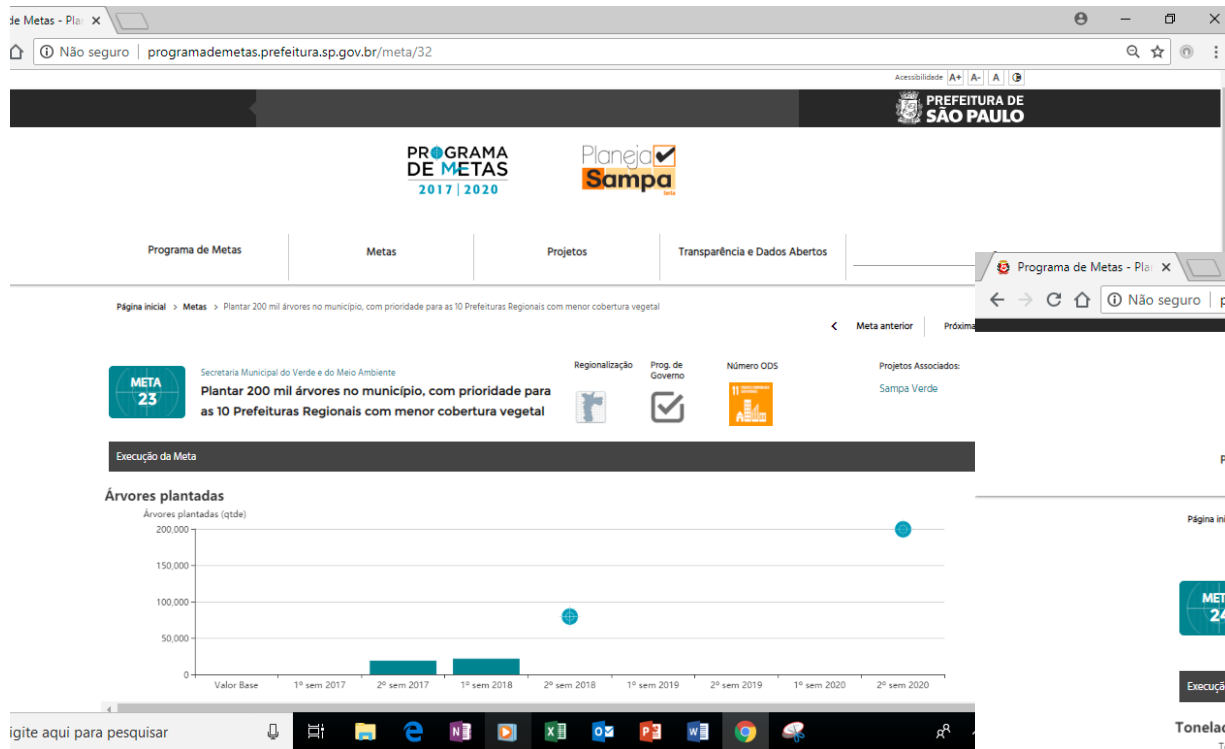 de Metas - Pla
Não seguro | programademetas.prefeitura.sp.gov.br/meta/32
Acessibilidade A+ A- A
PREFEITURA DE
SÃO PAULO
PROGRAMA
DE METAS
2017 | 2020
Planeja
Sampa
beta
Programa de Metas
Metas
Projetos
Transparência e Dados Abertos
Programa de Metas - Pla
Não seguro | p
Página inicial > Metas > Plantar 200 mil árvores no município, com prioridade para as 10 Prefeituras Regionais com menor cobertura vegetal
Meta anterior
Próxima
META
23
Secretaria Municipal do Verde e do Meio Ambiente
Plantar 200 mil árvores no município, com prioridade para
as 10 Prefeituras Regionais com menor cobertura vegetal
Regionalização
Prog. de
Governo
Número ODS
11
Projetos Associados:
Sampa Verde
P
Página ini
MET
24
Execução da Meta
Execuçã
Árvores plantadas
Árvores plantadas (qtde)
200,000
150,000
100,000
50,000
0
Valor Base
1º sem 2017
2º sem 2017
1º sem 2018
2º sem 2018
1º sem 2019
2º sem 2019
1º sem 2020
2º sem 2020
Tonelad
T
igite aqui para pesquisar